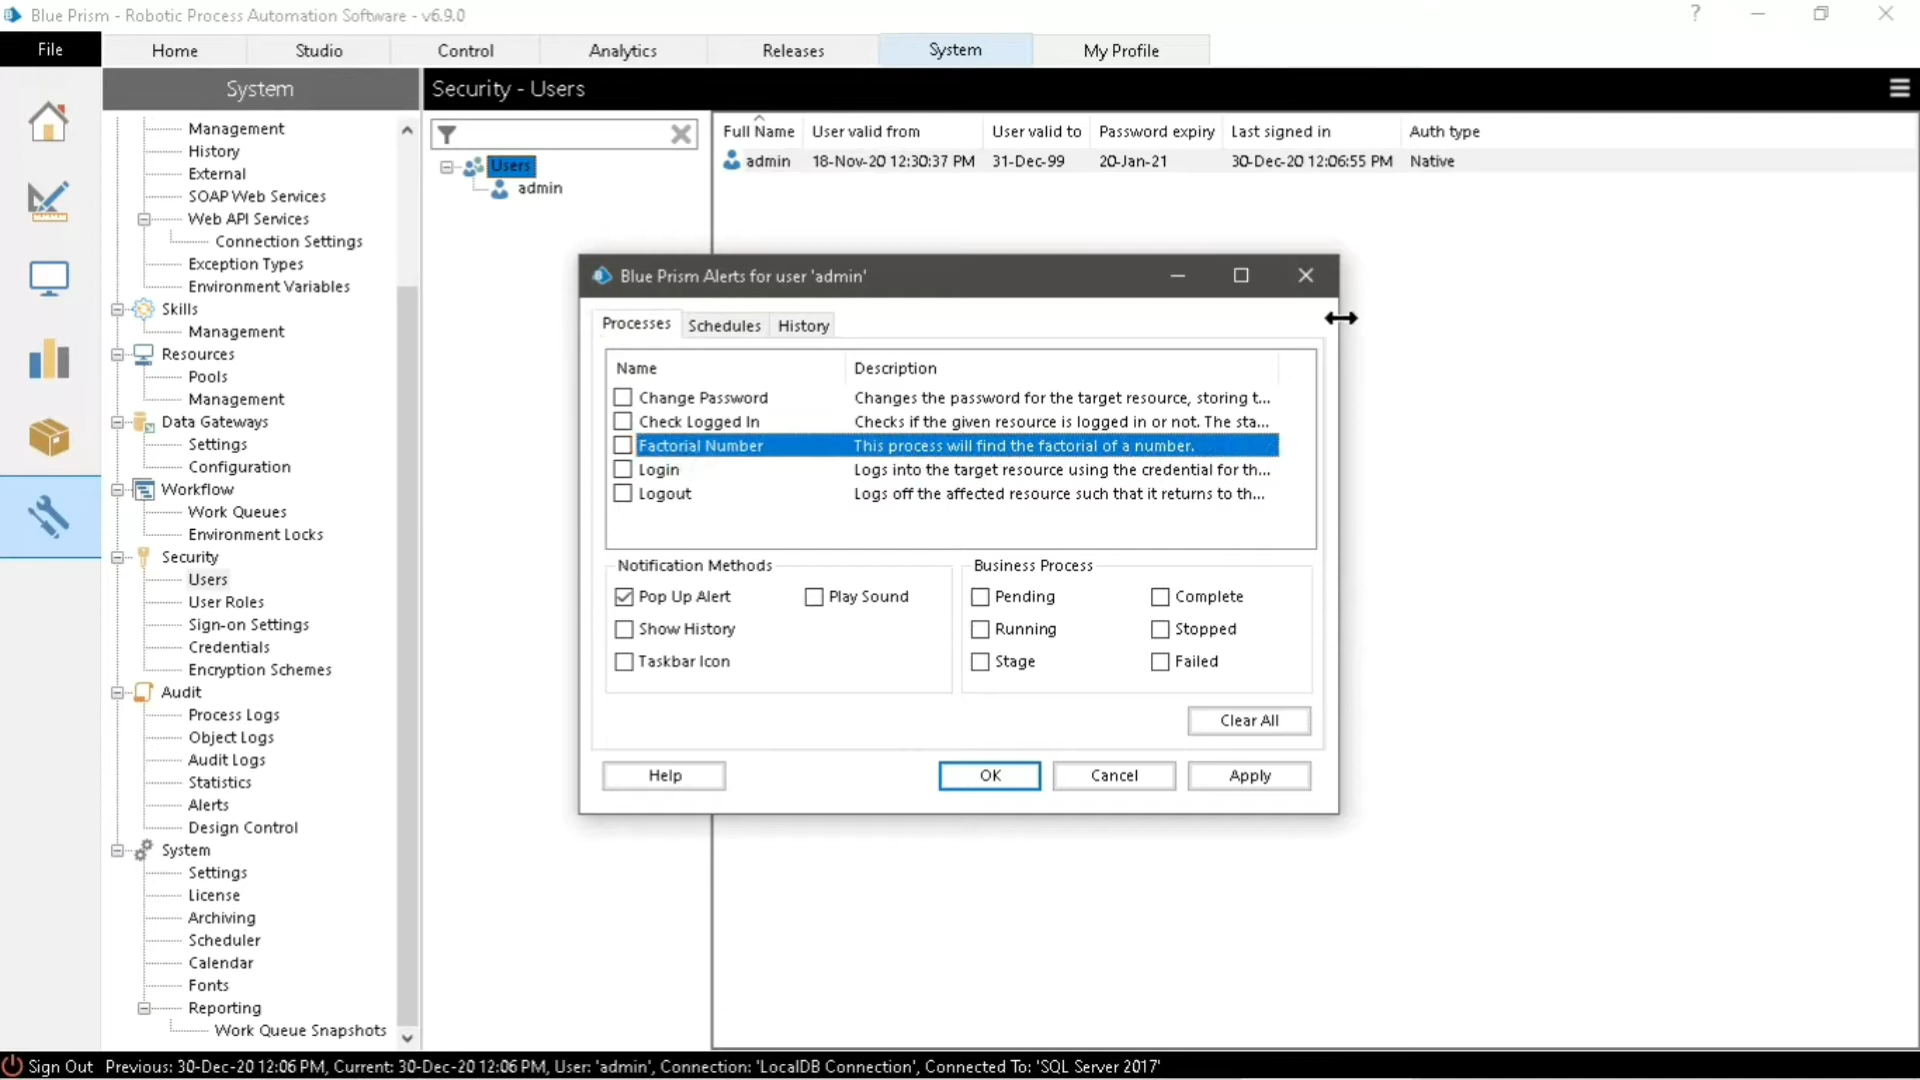 Blue Prism - Robotic Process Automation Software - v6.9.0
?
File Home Studio Control Analytics Releases System My Profile
System
Security - Users
Management
History
External
SOAP Web Services
Web API Services
Connection Settings
Exception Types
Environment Variables
Skills
Management
Resources
Pools
Management
Data Gateways
Settings
Configuration
Workflow
Work Queues
Environment Locks
Security
Users
User Roles
Sign-on Settings
Credentials
Encryption Schemes
Audit
Process Logs
Object Logs
Audit Logs
Statistics
Alerts
Design Control
System
Settings
License
Archiving
Scheduler
Calendar
Fonts
Reporting
Work Queue Snapshots
Users
admin
Full Name User valid from User valid to Password expiry Last signed in Auth type
admin 18-Nov-20 12:30:37 PM 31-Dec-99 20-Jan-21 30-Dec-20 12:06:55 PM Native
Blue Prism Alerts for user 'admin'
Processes Schedules History
Name Description
Change Password Changes the password for the target resource, storing t...
Check Logged In Checks if the given resource is logged in or not. The sta...
Factorial Number This process will find the factorial of a number.
Login Logs into the target resource using the credential for th...
Logout Logs off the affected resource such that it returns to th...
Notification Methods
Pop Up Alert Play Sound
Show History
Taskbar Icon
Business Process
Pending Complete
Running Stopped
Stage Failed
Clear All
Help OK Cancel Apply
Sign Out Previous: 30-Dec-20 12:06 PM, Current: 30-Dec-20 12:06 PM, User: 'admin', Connection: 'LocalDB Connection', Connected To: 'SQL Server 2017'